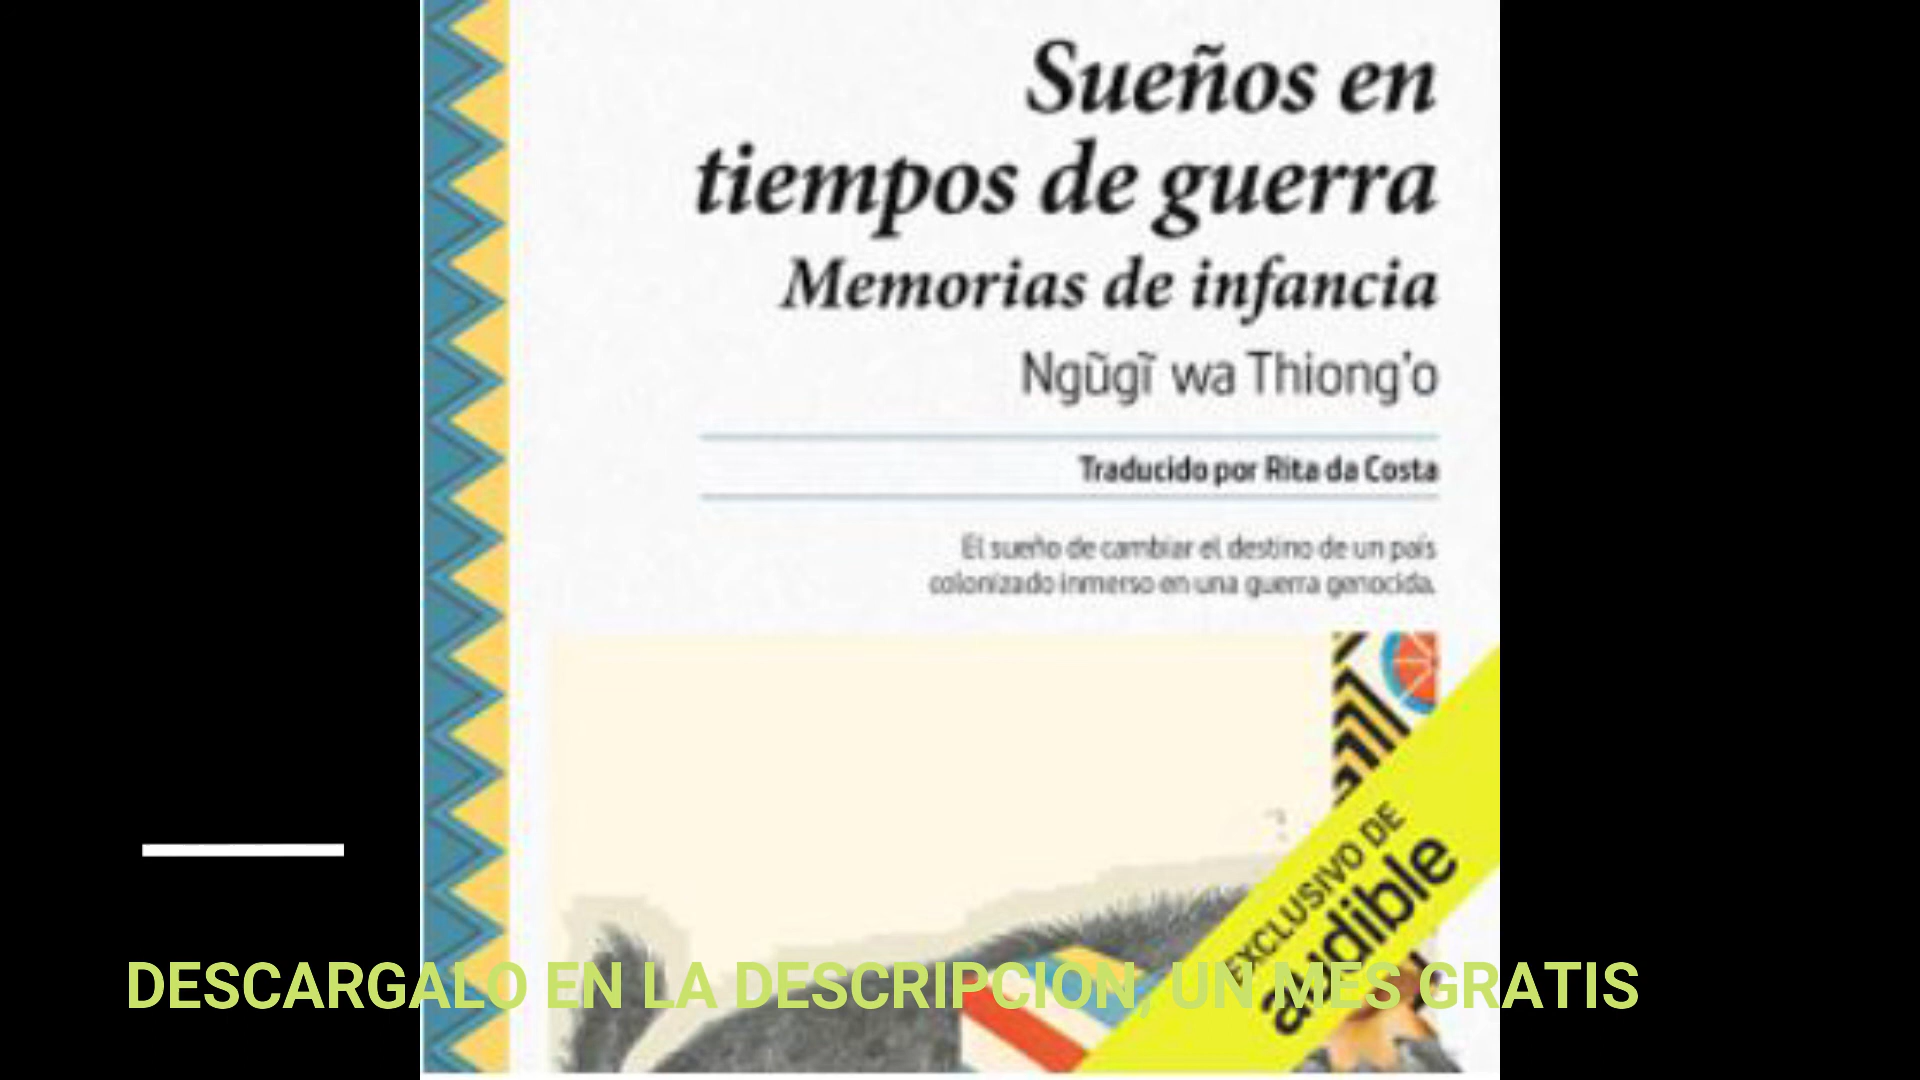 Sueños en
tiempos de guerra
Memorias de infancia
Ngũgĩ wa Thiong'o
Traducido por Rita da Costa
El sueño de cambiar el destino de un país
colonizado inmerso en una guerra genocida.
EXCLUSIVO DE
audible
DESCARGALO EN LA DESCRIPCION, UN MES GRATIS